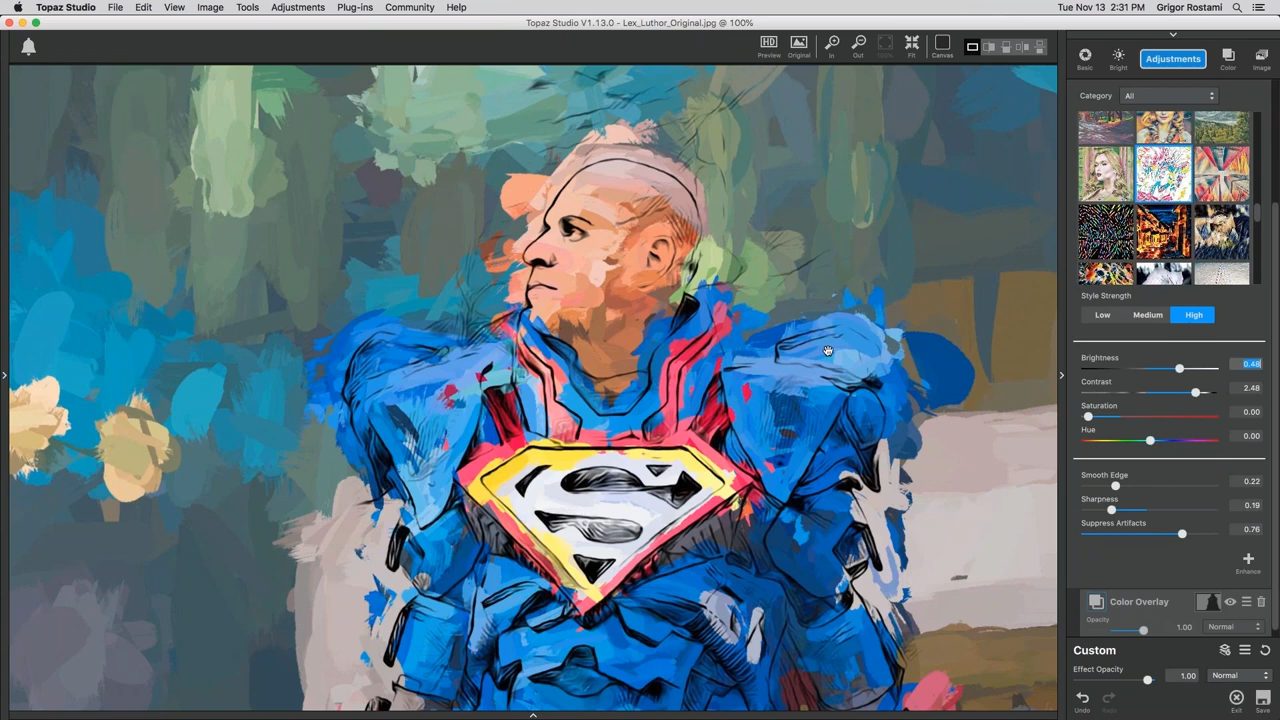 Topaz Studio File Edit View Image Tools Adjustments Plug-ins Community Help Tue Nov 13 2:31 PM Grigor Rostami
Topaz Studio V1.13.0 - Lex_Luthor_Original.jpg @ 100%
Preview Original In Out Fit Canvas
Basic Bright Adjustments Color Image
Category All
Style Strength
Low Medium High
Brightness 0.48
Contrast 2.48
Saturation 0.00
Hue 0.00
Smooth Edge 0.22
Sharpness 0.19
Suppress Artifacts 0.76
Enhance
Color Overlay
Opacity 1.00 Normal
Custom
Effect Opacity 1.00 Normal
Undo Redo Exit Save